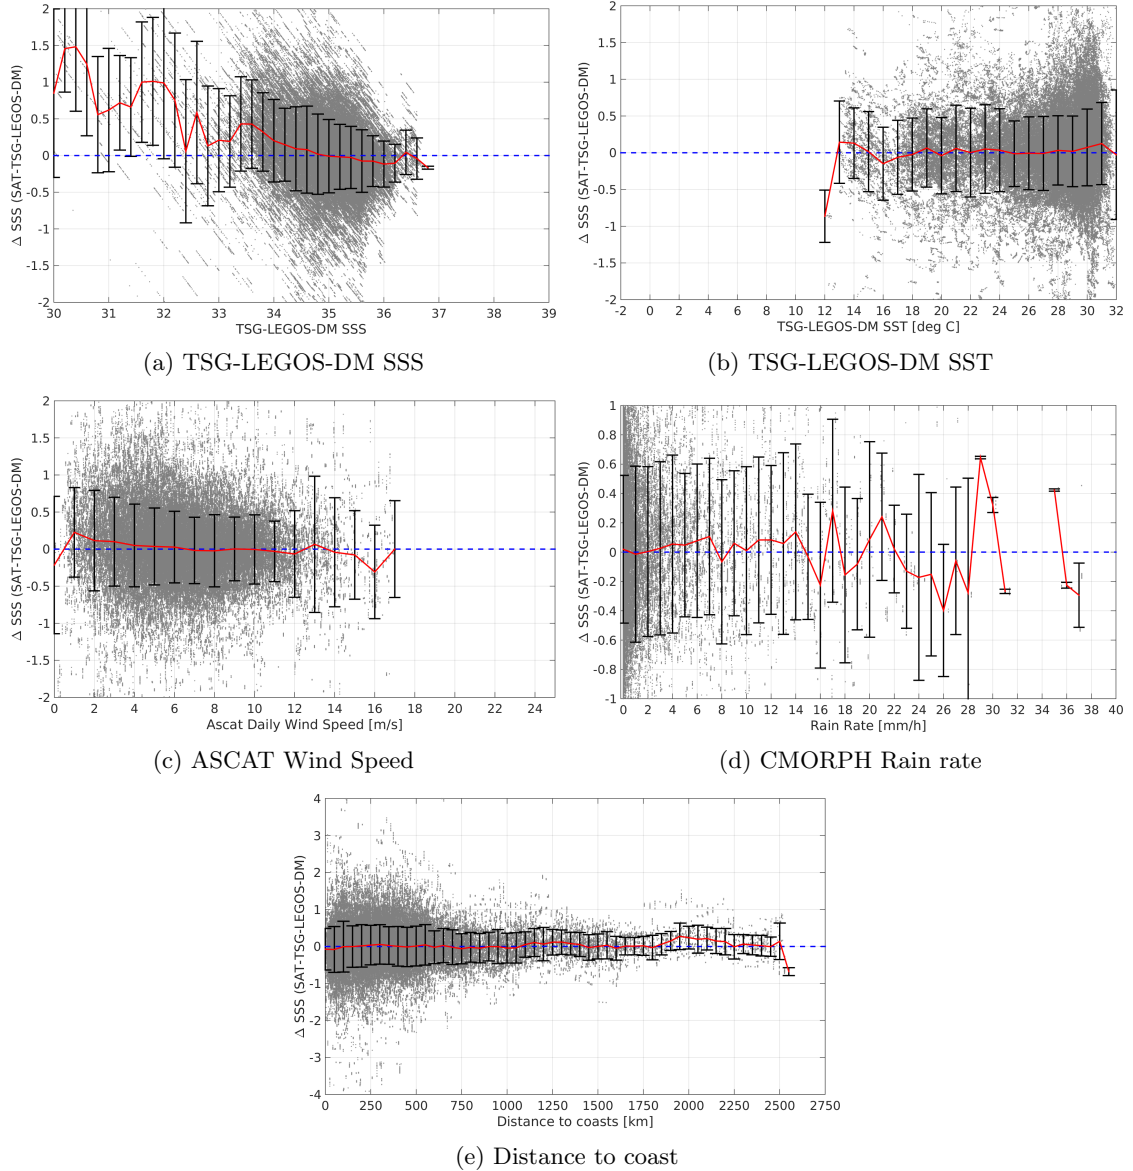 2
1.5
1
0.5
0
-0.5
-1
-1.5
-2
Δ SSS (SAT-TSG-LEGOS-DM)
30 31 32 33 34 35 36 37 38 39
TSG-LEGOS-DM SSS
(a) TSG-LEGOS-DM SSS
2
1.5
1
0.5
0
-0.5
-1
-1.5
-2
Δ SSS (SAT-TSG-LEGOS-DM)
-2 0 2 4 6 8 10 12 14 16 18 20 22 24 26 28 30 32
TSG-LEGOS-DM SST [deg C]
(b) TSG-LEGOS-DM SST
2
1.5
1
0.5
0
-0.5
-1
-1.5
-2
Δ SSS (SAT-TSG-LEGOS-DM)
0 2 4 6 8 10 12 14 16 18 20 22 24
Ascat Daily Wind Speed [m/s]
(c) ASCAT Wind Speed
1
0.8
0.6
0.4
0.2
0
-0.2
-0.4
-0.6
-0.8
-1
Δ SSS (SAT-TSG-LEGOS-DM)
0 2 4 6 8 10 12 14 16 18 20 22 24 26 28 30 32 34 36 38 40
Rain Rate [mm/h]
(d) CMORPH Rain rate
4
3
2
1
0
-1
-2
-3
-4
Δ SSS (SAT-TSG-LEGOS-DM)
0 250 500 750 1000 1250 1500 1750 2000 2250 2500 2750
Distance to coasts [km]
(e) Distance to coast